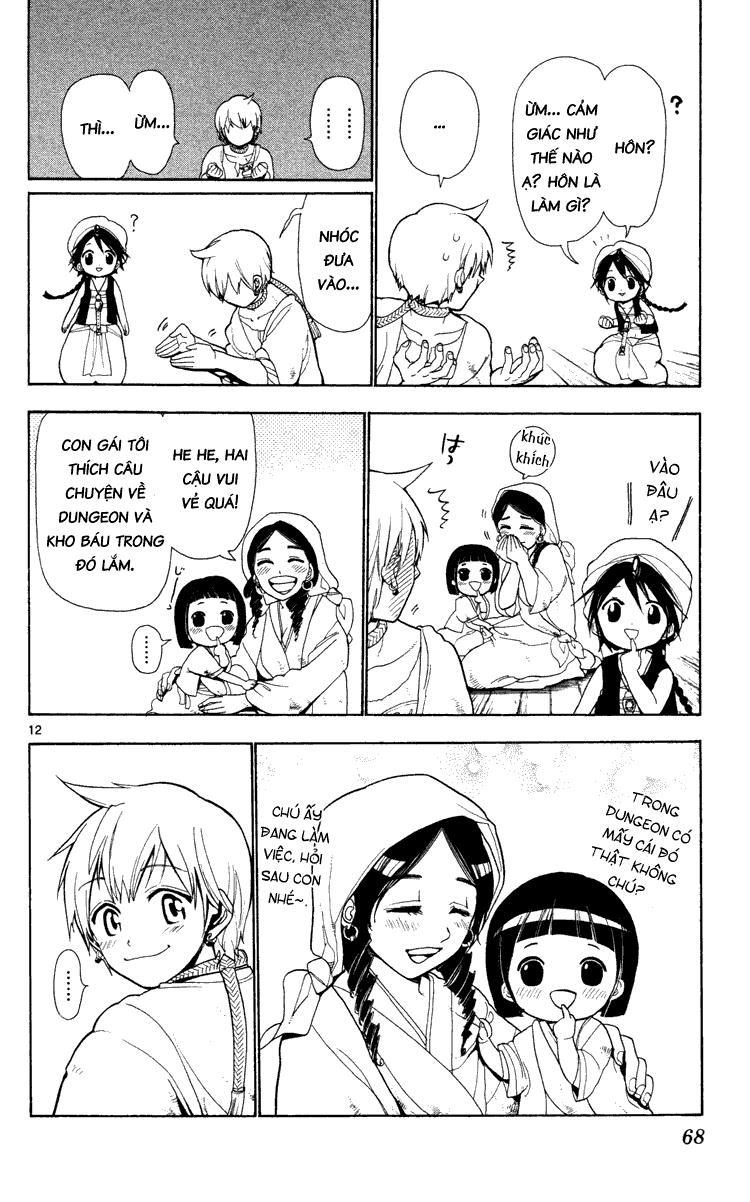 ?
HÔN?
ỪM... CẢM
GIÁC NHƯ
THẾ NÀO
Ạ? HÔN LÀ
LÀM GÌ?
...
........
ỪM...
THÌ...
NHÓC
ĐƯA
VÀO...
?
VÀO
ĐÂU
Ạ?
khúc
khích
はっ
HE HE, HAI
CẬU VUI
VẺ QUÁ!
CON GÁI TÔI
THÍCH CÂU
CHUYỆN VỀ
DUNGEON VÀ
KHO BÁU TRONG
ĐÓ LẮM.
じ
.....
12
TRONG
DUNGEON CÓ
MẤY CÁI ĐÓ
THẬT KHÔNG
CHÚ?
CHÚ ẤY
ĐANG LÀM
VIỆC, HỎI
SAU CON
NHÉ~.
.....
68